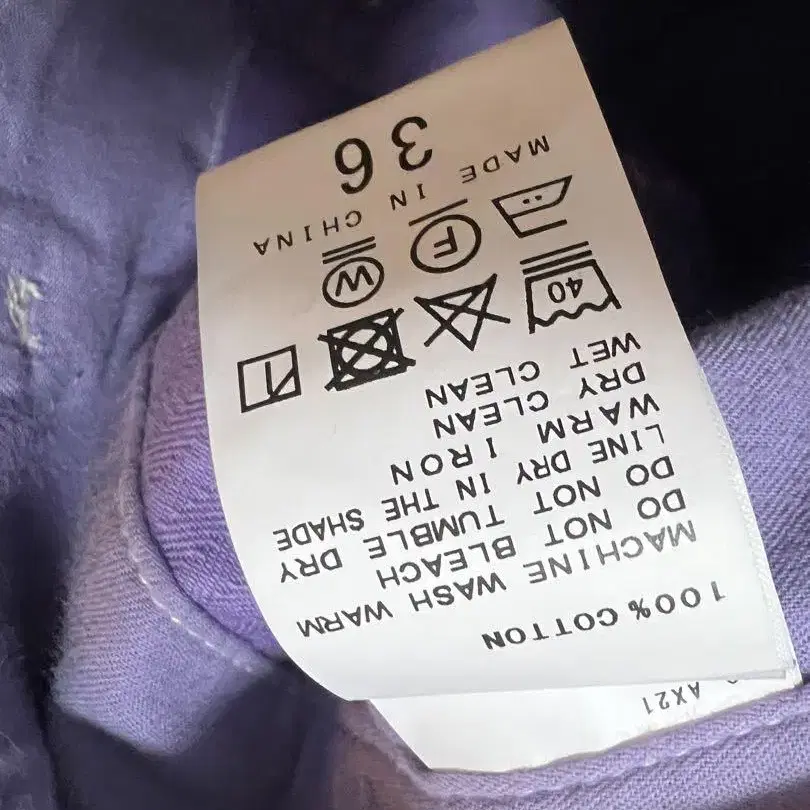 AX21
100% COTTON
MACHINE WASH WARM
DO NOT BLEACH
DO NOT TUMBLE DRY
LINE DRY IN THE SHADE
WARM IRON
DRY CLEAN
WET CLEAN
40
F W
MADE IN CHINA
36